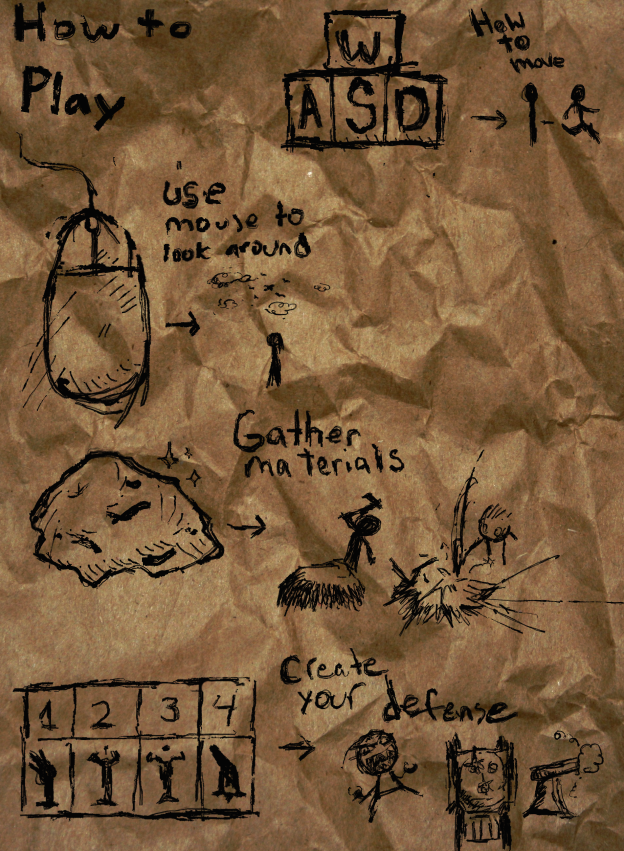 How to
Play
W
A S D
How
to
move
use
mouse to
look around
Gather
materials
1 2 3 4
Create
your
defense